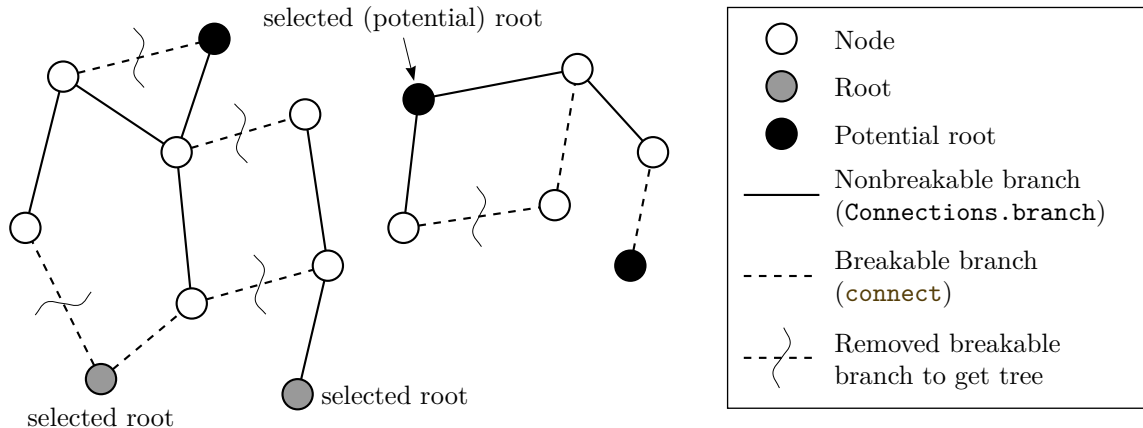 selected (potential) root
selected root
selected root
Node
Root
Potential root
Nonbreakable branch
(Connections.branch)
Breakable branch
(connect)
Removed breakable
branch to get tree